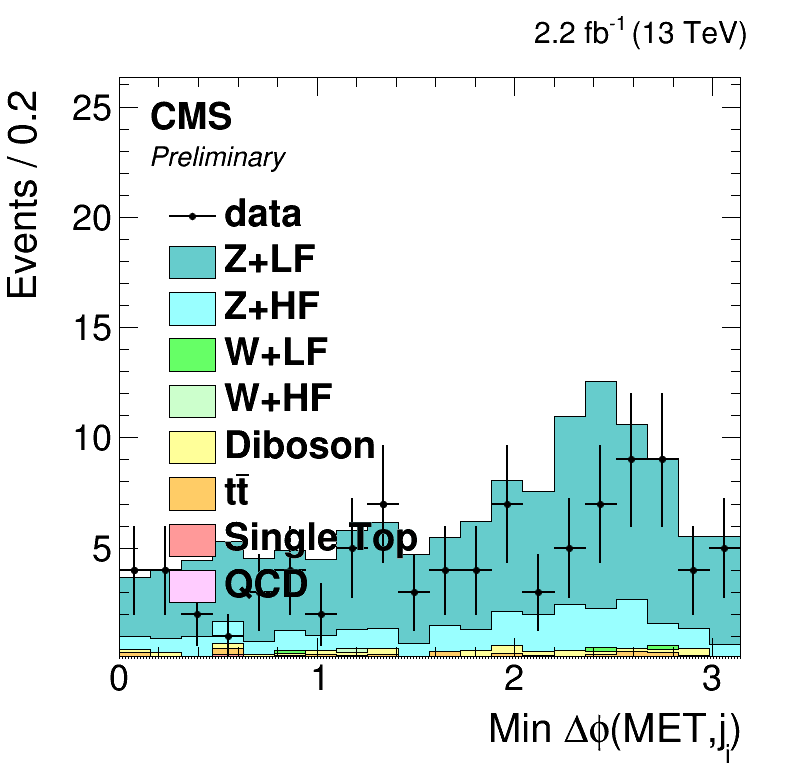 2.2 fb⁻¹ (13 TeV)
Events / 0.2
25
20
15
10
5
CMS
Preliminary
data
Z+LF
Z+HF
W+LF
W+HF
Diboson
tt̄
Single Top
QCD
0 1 2 3
Min Δϕ(MET,jᵢ)